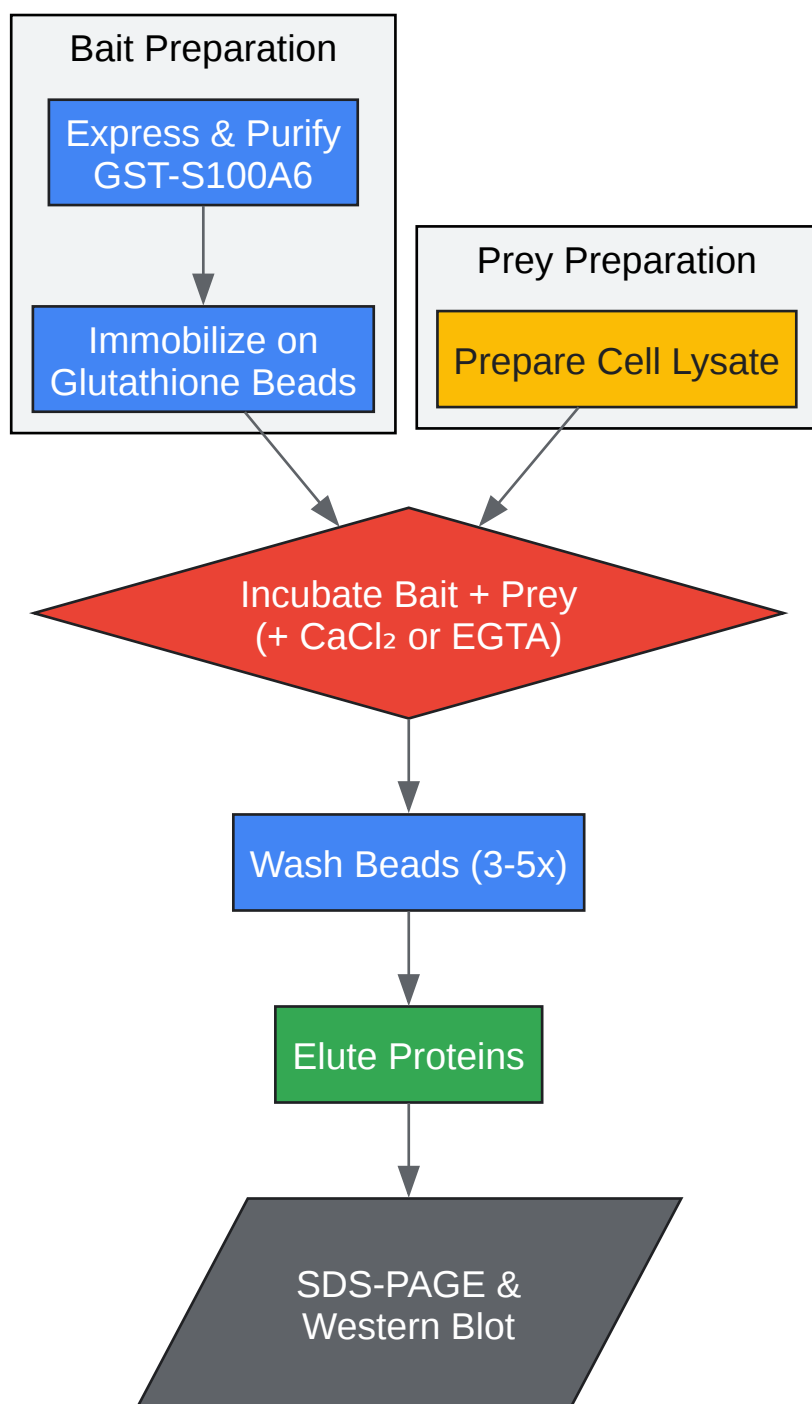 Bait Preparation
Express & Purify
GST-S100A6
Immobilize on
Glutathione Beads
Prey Preparation
Prepare Cell Lysate
Incubate Bait + Prey
(+ CaCl₂ or EGTA)
Wash Beads (3-5x)
Elute Proteins
SDS-PAGE &
Western Blot